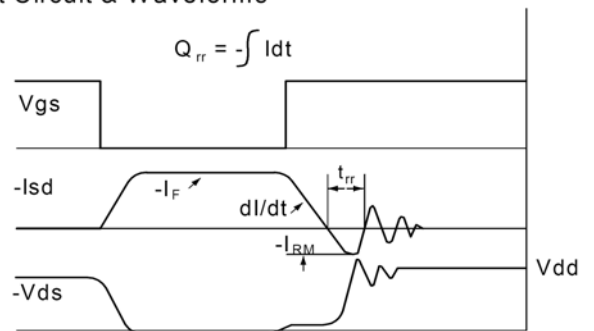 t Circuit & Waveforms
Q rr = -∫ Idt
Vgs
-Isd
-I F
dI/dt
t rr
-I RM
Vdd
-Vds